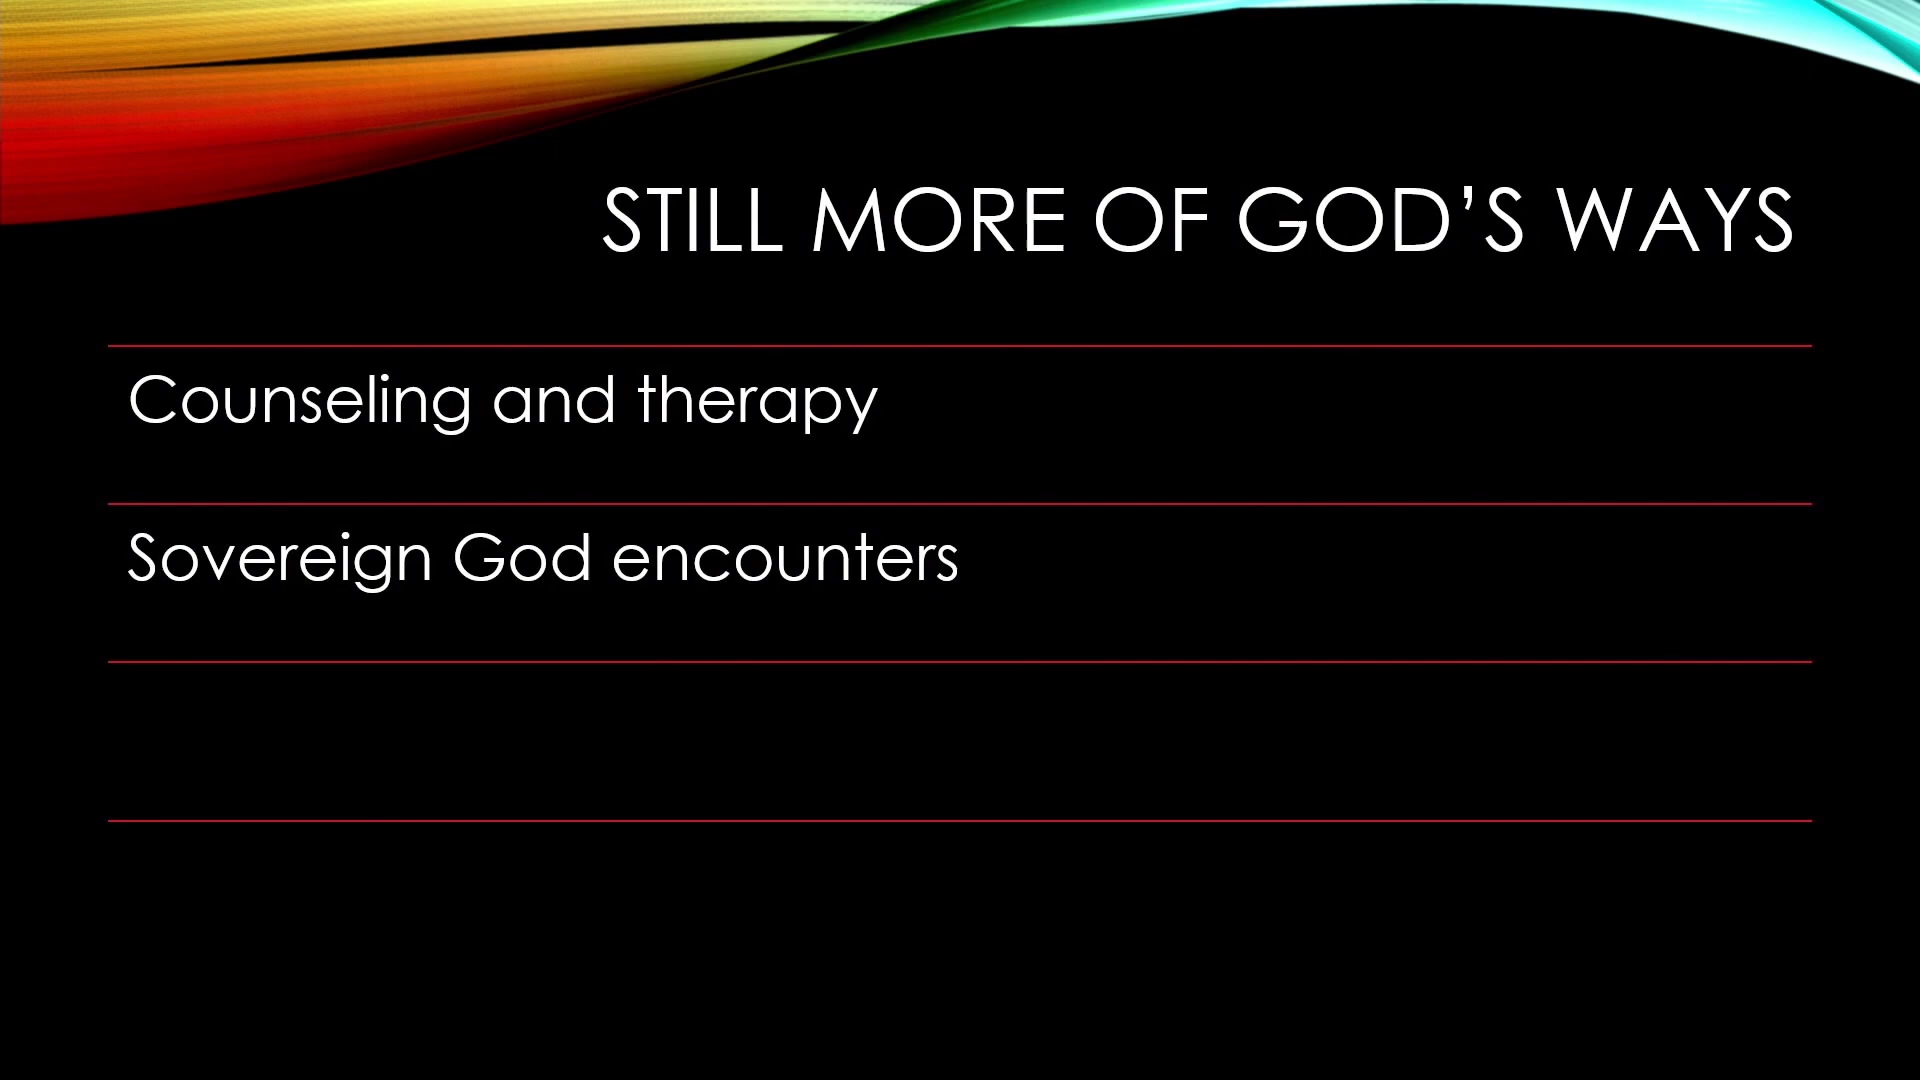 STILL MORE OF GOD’S WAYS
Counseling and therapy
Sovereign God encounters